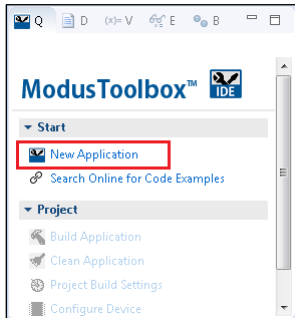 Q D (x)= V E B
ModusToolbox™ IDE
Start
New Application
Search Online for Code Examples
Project
Build Application
Clean Application
Project Build Settings
Configure Device